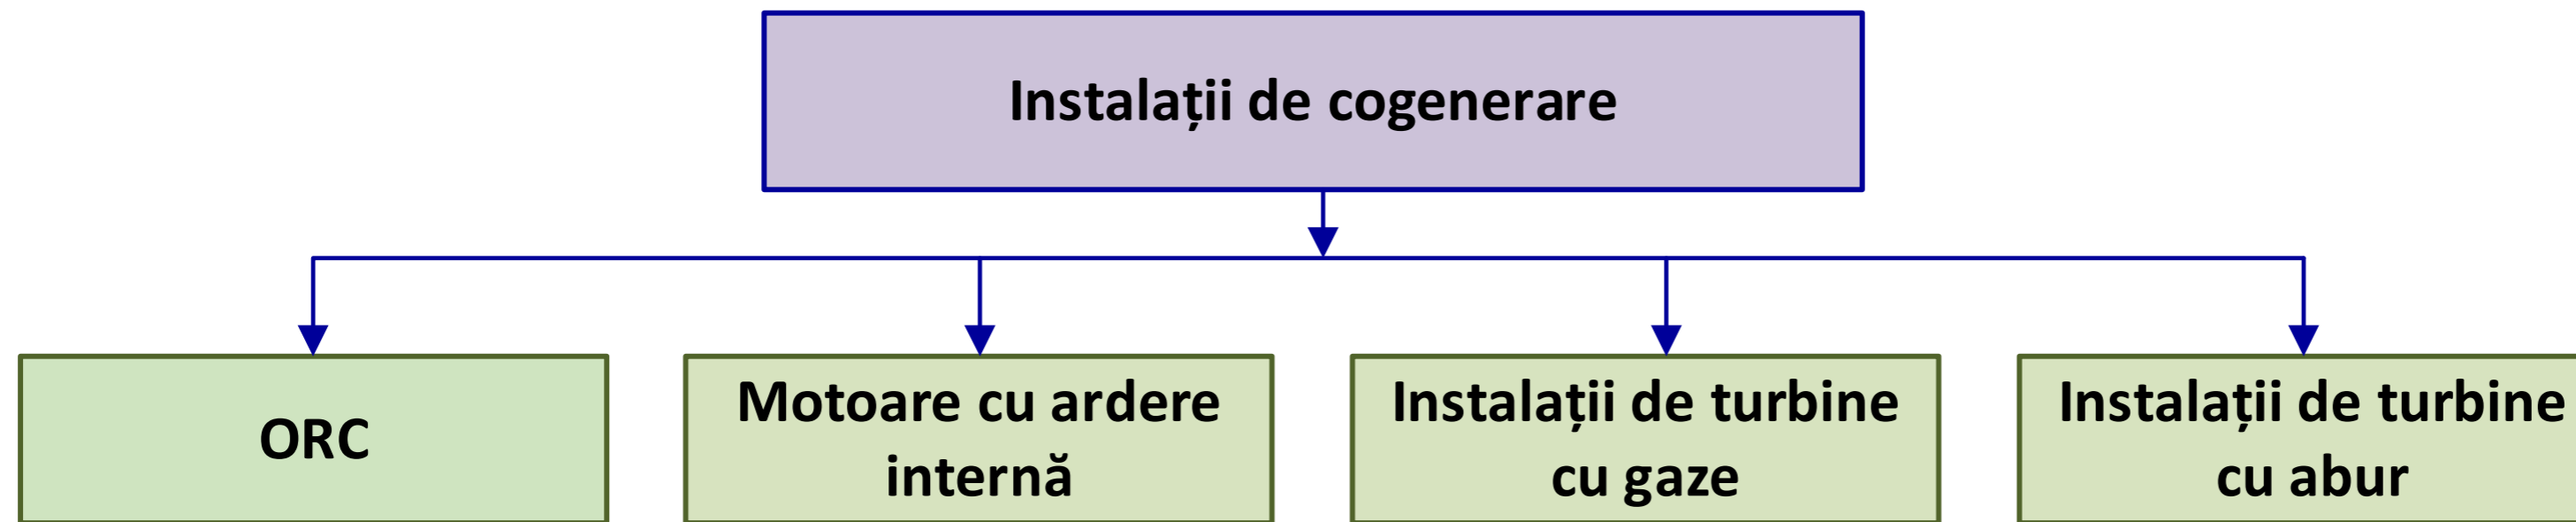 Instalații de cogenerare
ORC
Motoare cu ardere
internă
Instalații de turbine
cu gaze
Instalații de turbine
cu abur